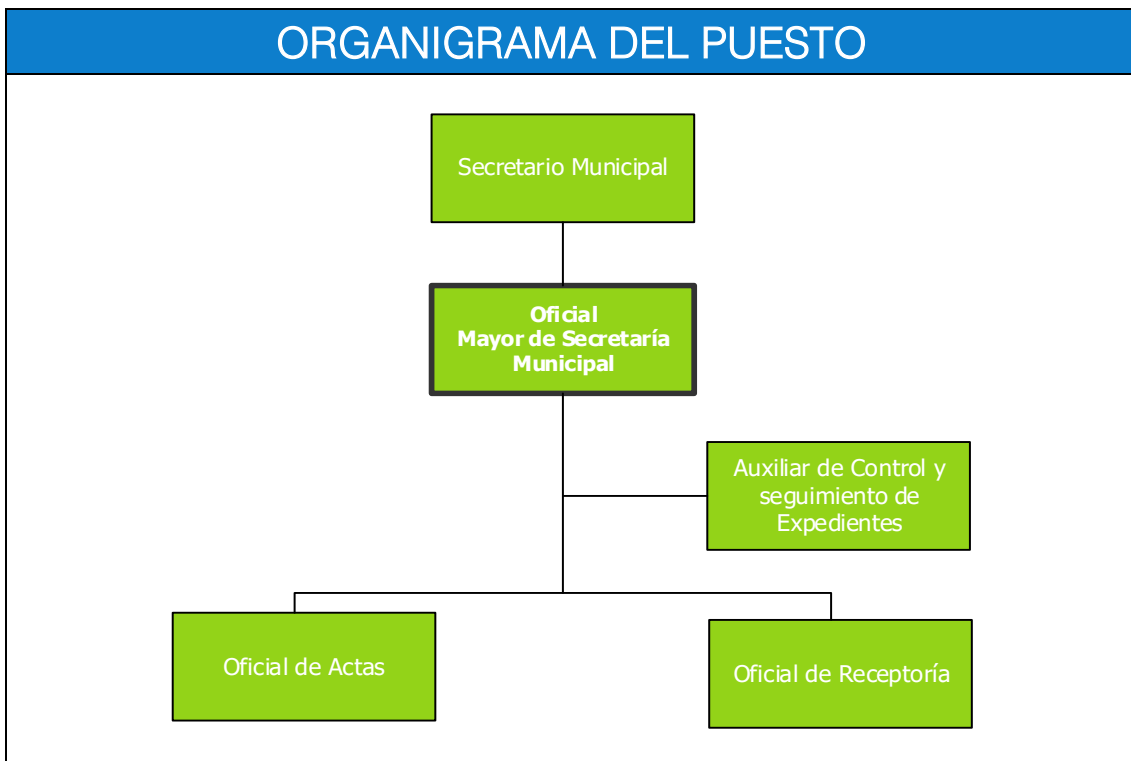 ORGANIGRAMA DEL PUESTO
Secretario Municipal
Oficial
Mayor de Secretaría
Municipal
Auxiliar de Control y
seguimiento de
Expedientes
Oficial de Actas
Oficial de Receptoría